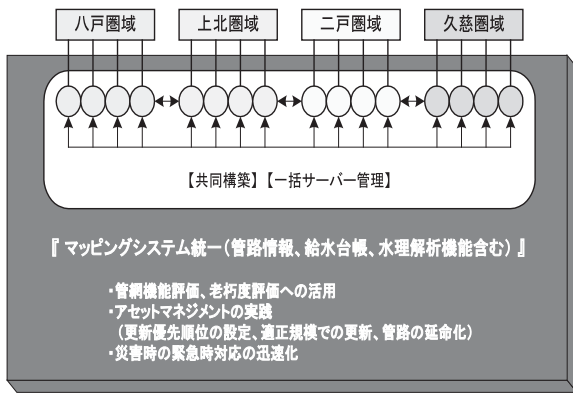 八戸圏域
上北圏域
二戸圏域
久慈圏域
【共同構築】【一括サーバー管理】
『 マッピングシステム統一（管路情報、給水台帳、水理解析機能含む） 』
・管網機能評価、老朽度評価への活用
・アセットマネジメントの実践
（更新優先順位の設定、適正規模での更新、管路の延命化）
・災害時の緊急時対応の迅速化